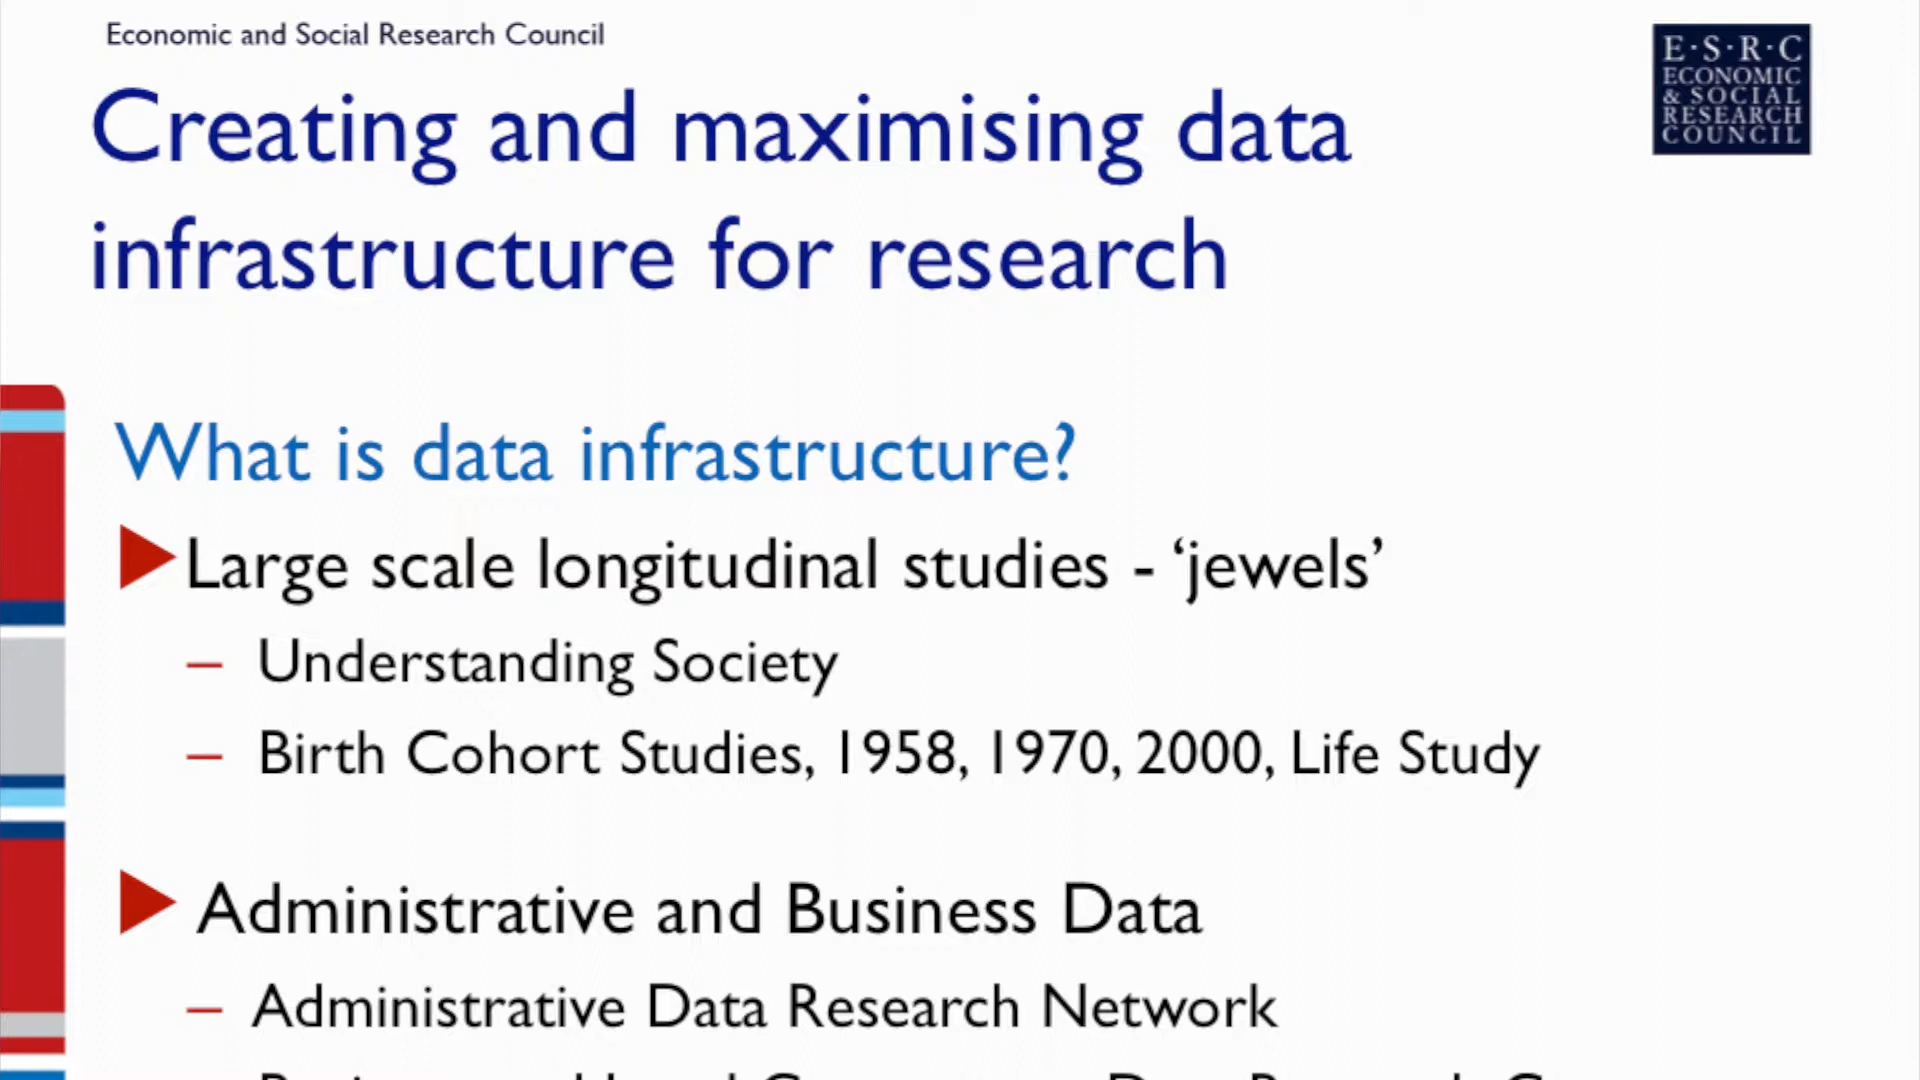 Economic and Social Research Council
E·S·R·C
ECONOMIC
& SOCIAL
RESEARCH
COUNCIL
Creating and maximising data
infrastructure for research
What is data infrastructure?
Large scale longitudinal studies - ‘jewels’
– Understanding Society
– Birth Cohort Studies, 1958, 1970, 2000, Life Study
Administrative and Business Data
– Administrative Data Research Network